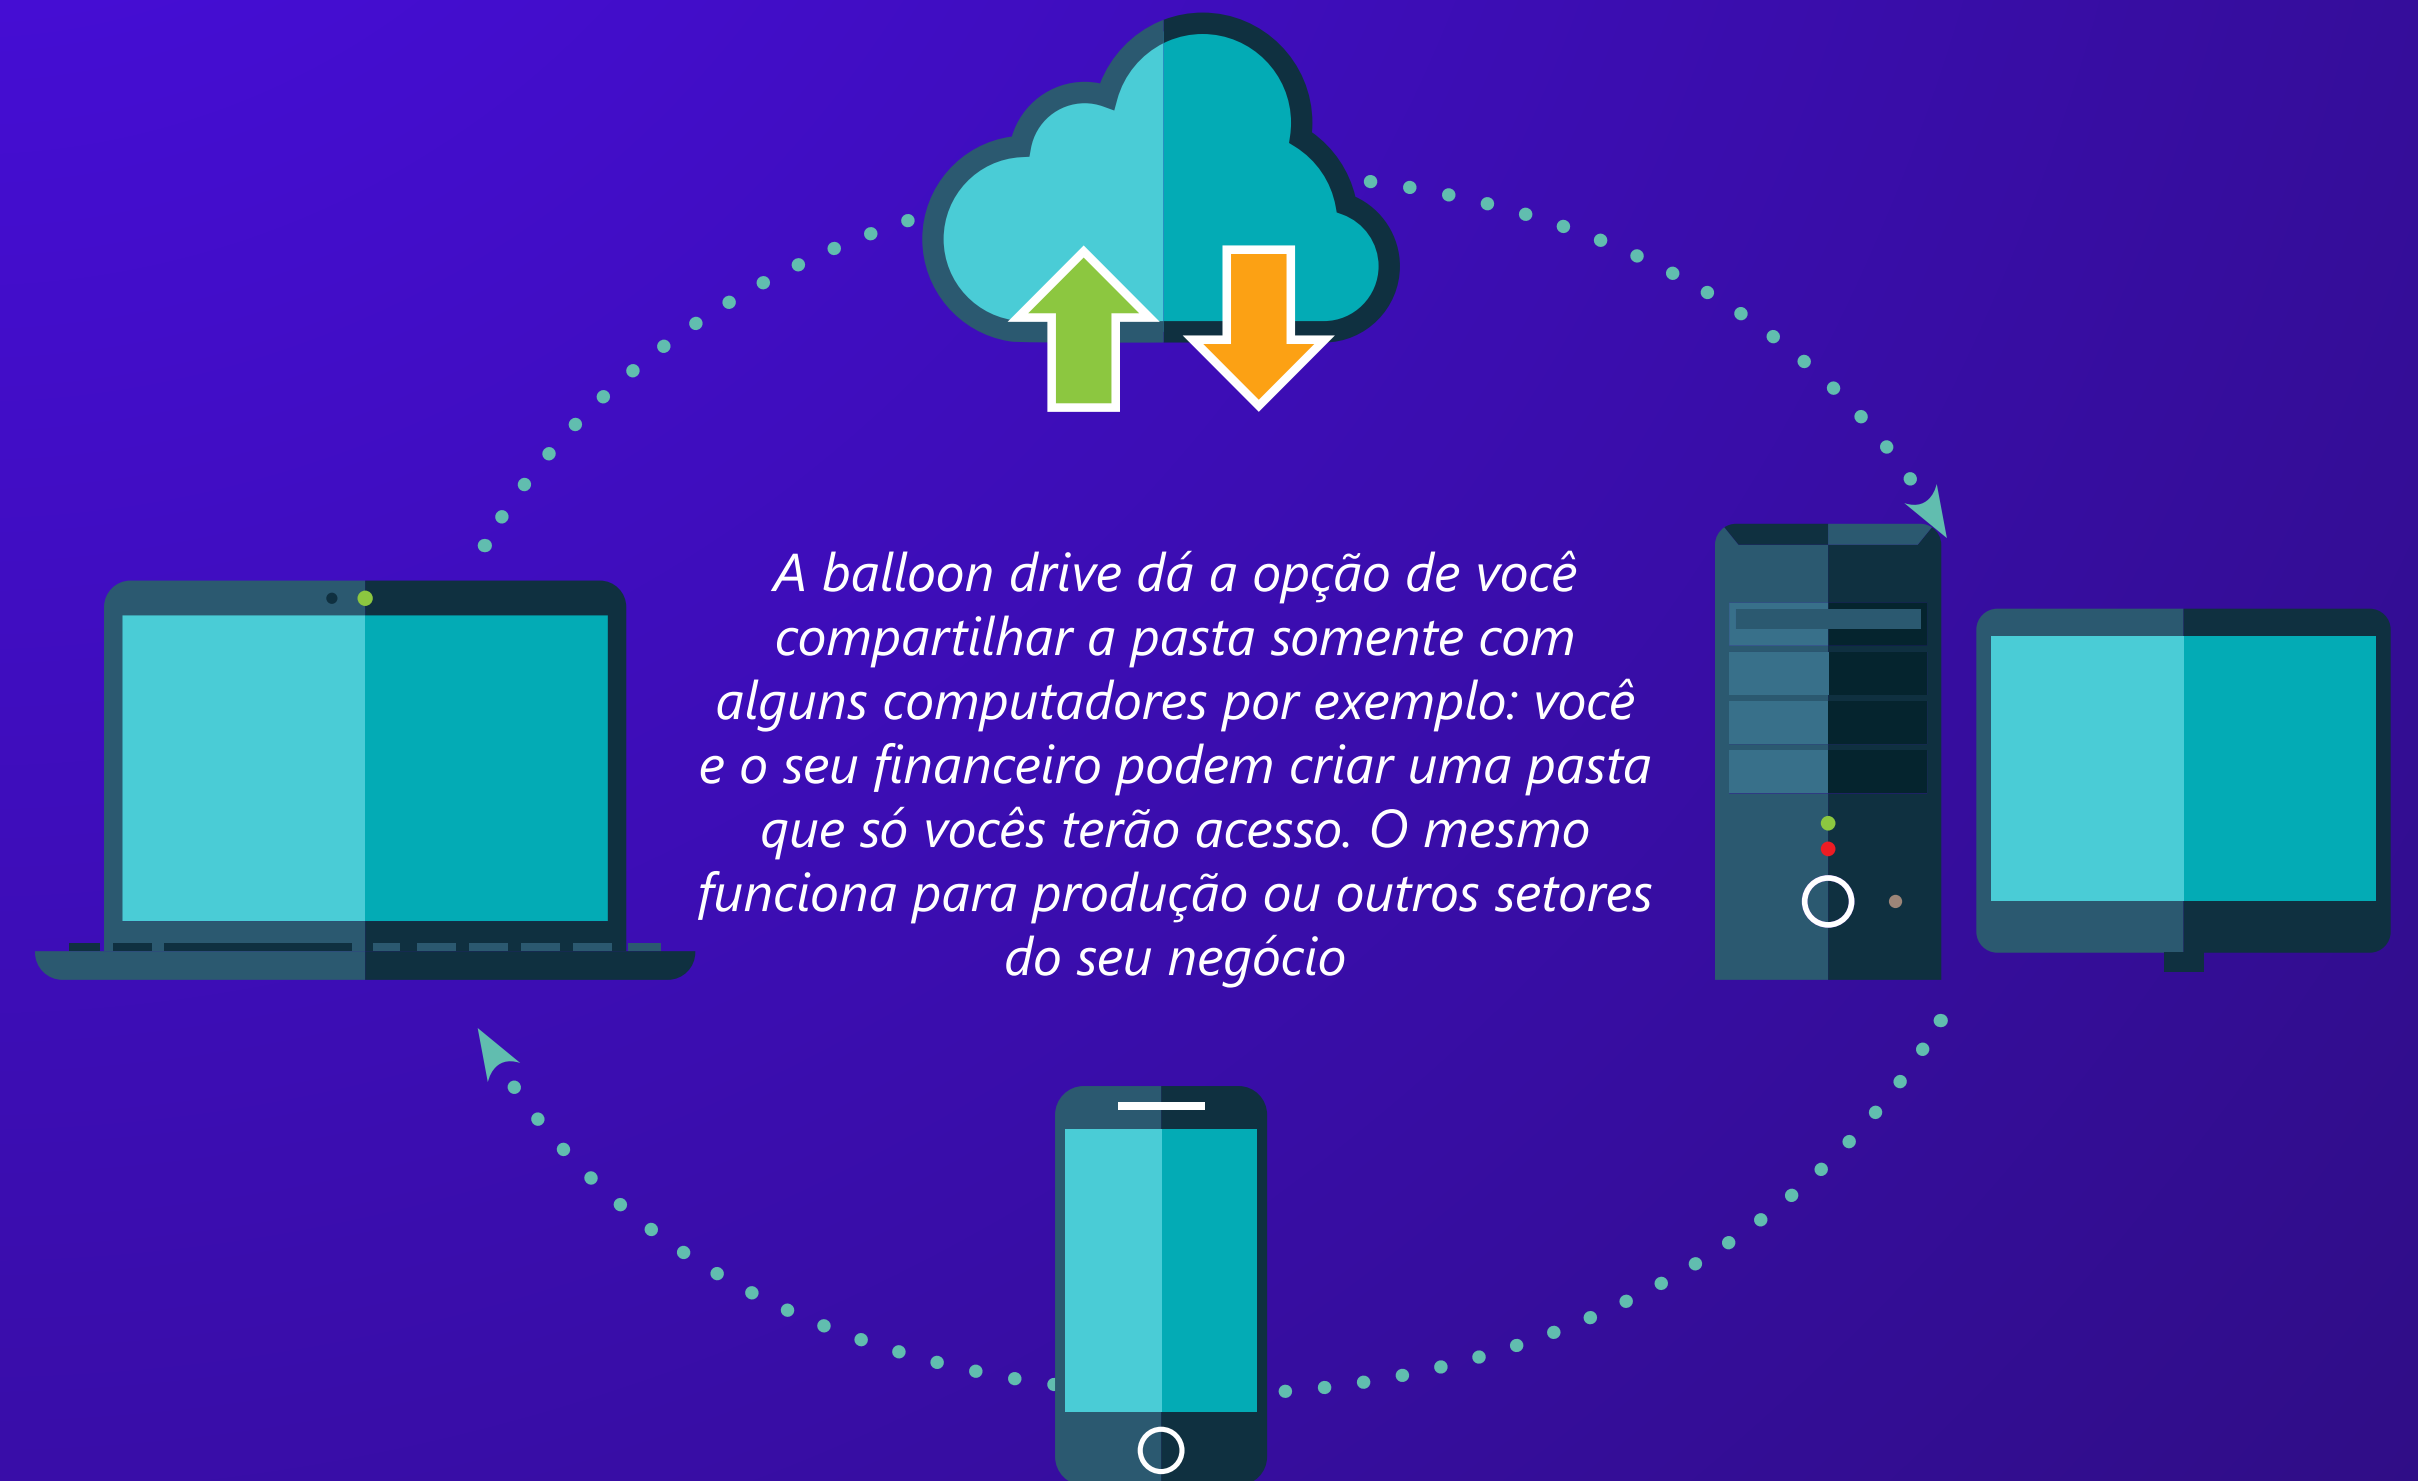 A balloon drive dá a opção de você
compartilhar a pasta somente com
alguns computadores por exemplo: você
e o seu financeiro podem criar uma pasta
que só vocês terão acesso. O mesmo
funciona para produção ou outros setores
do seu negócio